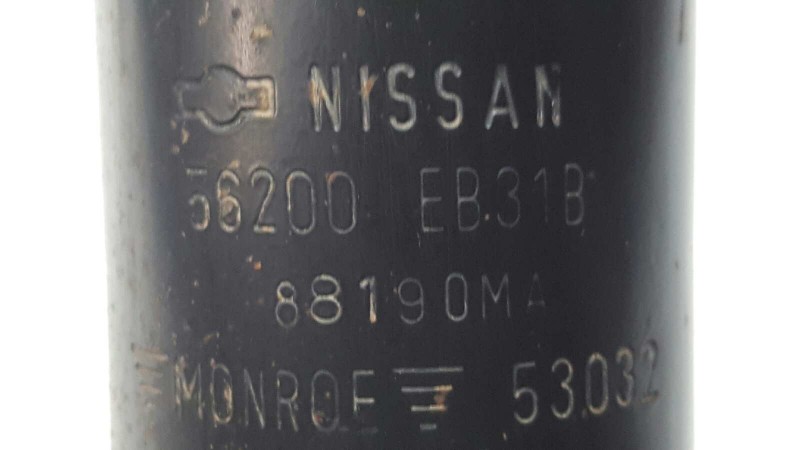 NISSAN
56200 EB31B
88190MA
MONROE 53032